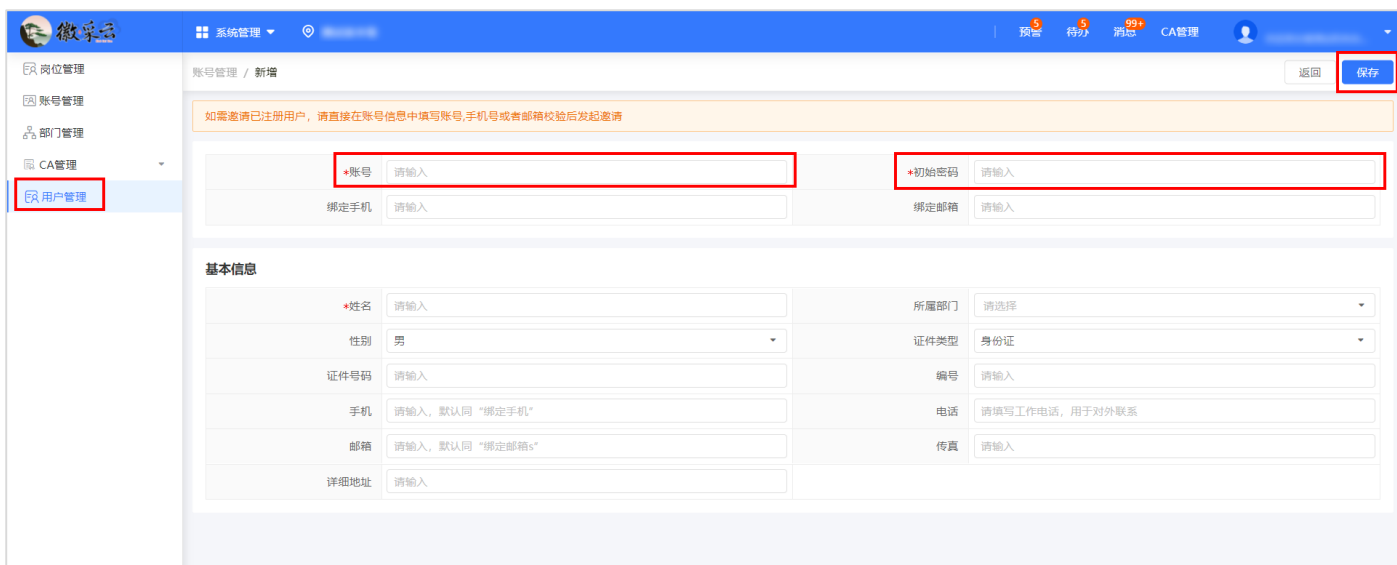 徽采云 系统管理 预警 5 待办 5 消息 99+ CA管理
岗位管理
账号管理
部门管理
CA管理
用户管理
账号管理 / 新增 返回 保存
如需邀请已注册用户，请直接在账号信息中填写账号,手机号或者邮箱校验后发起邀请
*账号 请输入 *初始密码 请输入
绑定手机 请输入 绑定邮箱 请输入
基本信息
*姓名 请输入 所属部门 请选择
性别 男 证件类型 身份证
证件号码 请输入 编号 请输入
手机 请输入，默认同“绑定手机” 电话 请填写工作电话，用于对外联系
邮箱 请输入，默认同“绑定邮箱s” 传真 请输入
详细地址 请输入